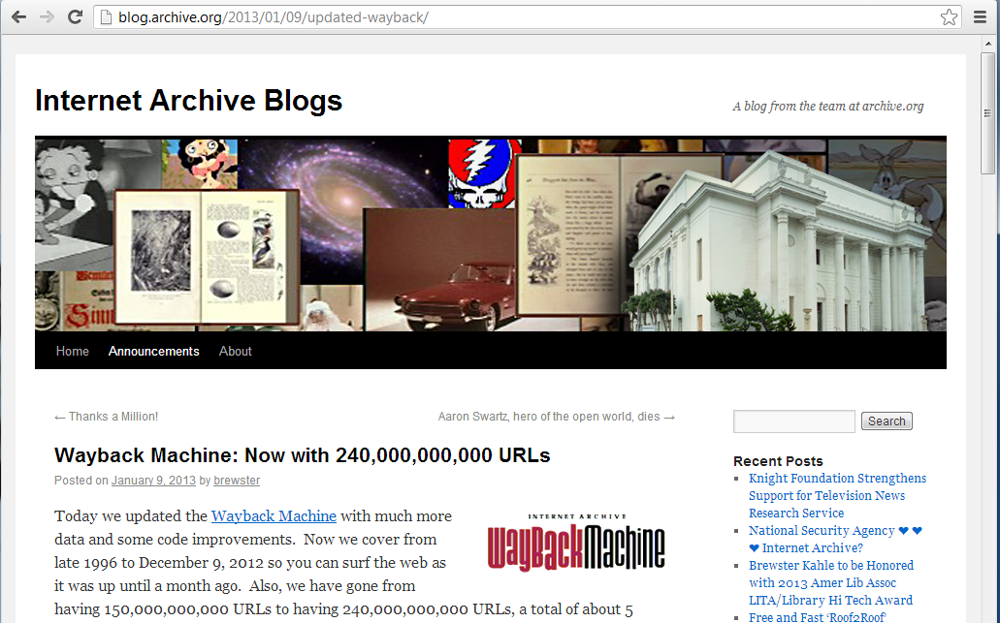 blog.archive.org/2013/01/09/updated-wayback/
Internet Archive Blogs
A blog from the team at archive.org
Home Announcements About
← Thanks a Million!
Aaron Swartz, hero of the open world, dies →
Search
Wayback Machine: Now with 240,000,000,000 URLs
Posted on January 9, 2013 by brewster
Today we updated the Wayback Machine with much more
data and some code improvements. Now we cover from
late 1996 to December 9, 2012 so you can surf the web as
it was up until a month ago. Also, we have gone from
having 150,000,000,000 URLs to having 240,000,000,000 URLs, a total of about 5
INTERNET ARCHIVE
WayBackMachine
Recent Posts
Knight Foundation Strengthens
Support for Television News
Research Service
National Security Agency ♥ ♥
♥ Internet Archive?
Brewster Kahle to be Honored
with 2013 Amer Lib Assoc
LITA/Library Hi Tech Award
Free and Fast 'Roof2Roof'